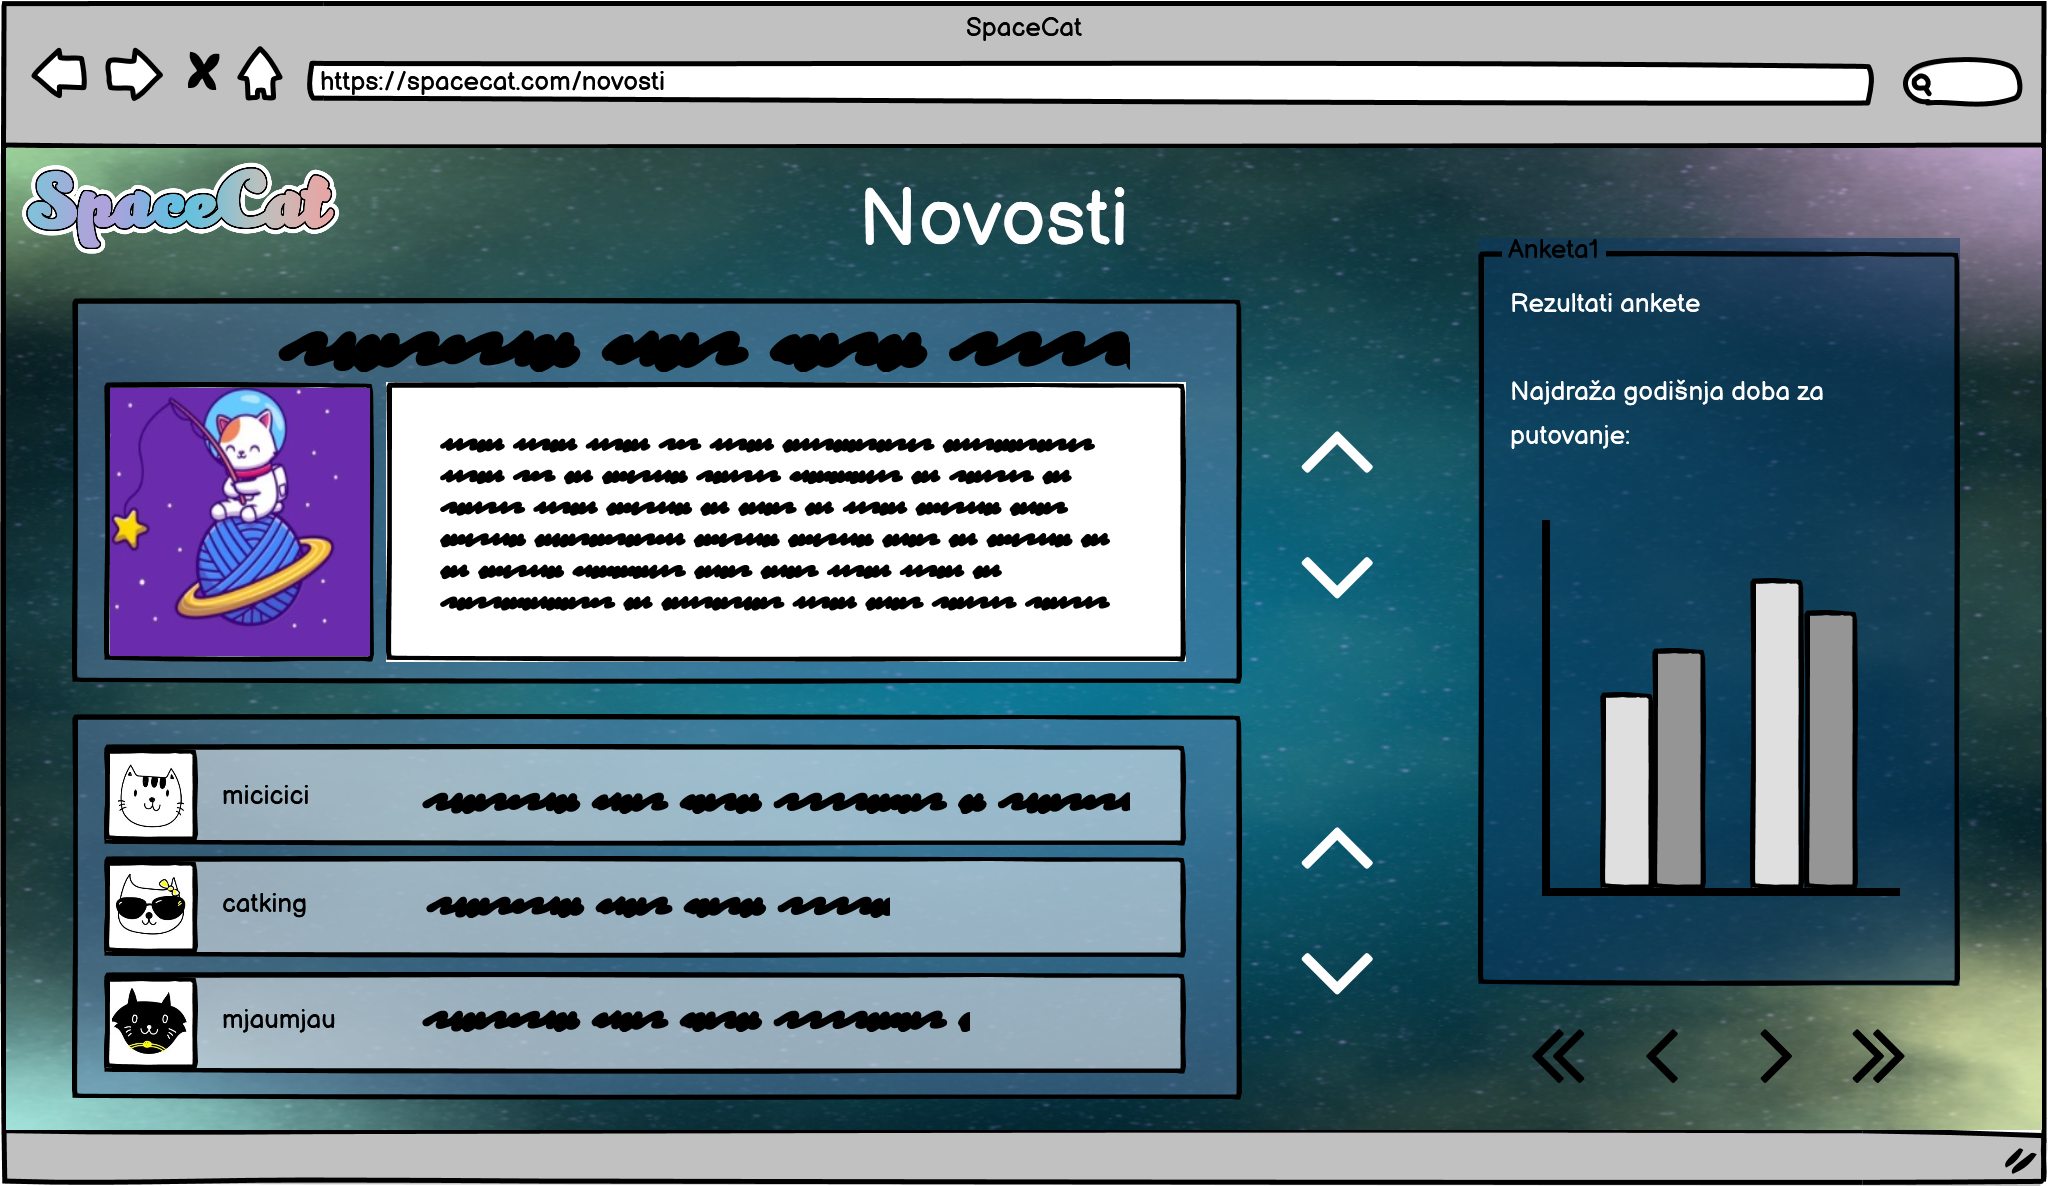 SpaceCat
https://spacecat.com/novosti
SpaceCat
Novosti
Anketa1
Rezultati ankete
Najdraža godišnja doba za
putovanje:
micicici
catking
mjaumjau